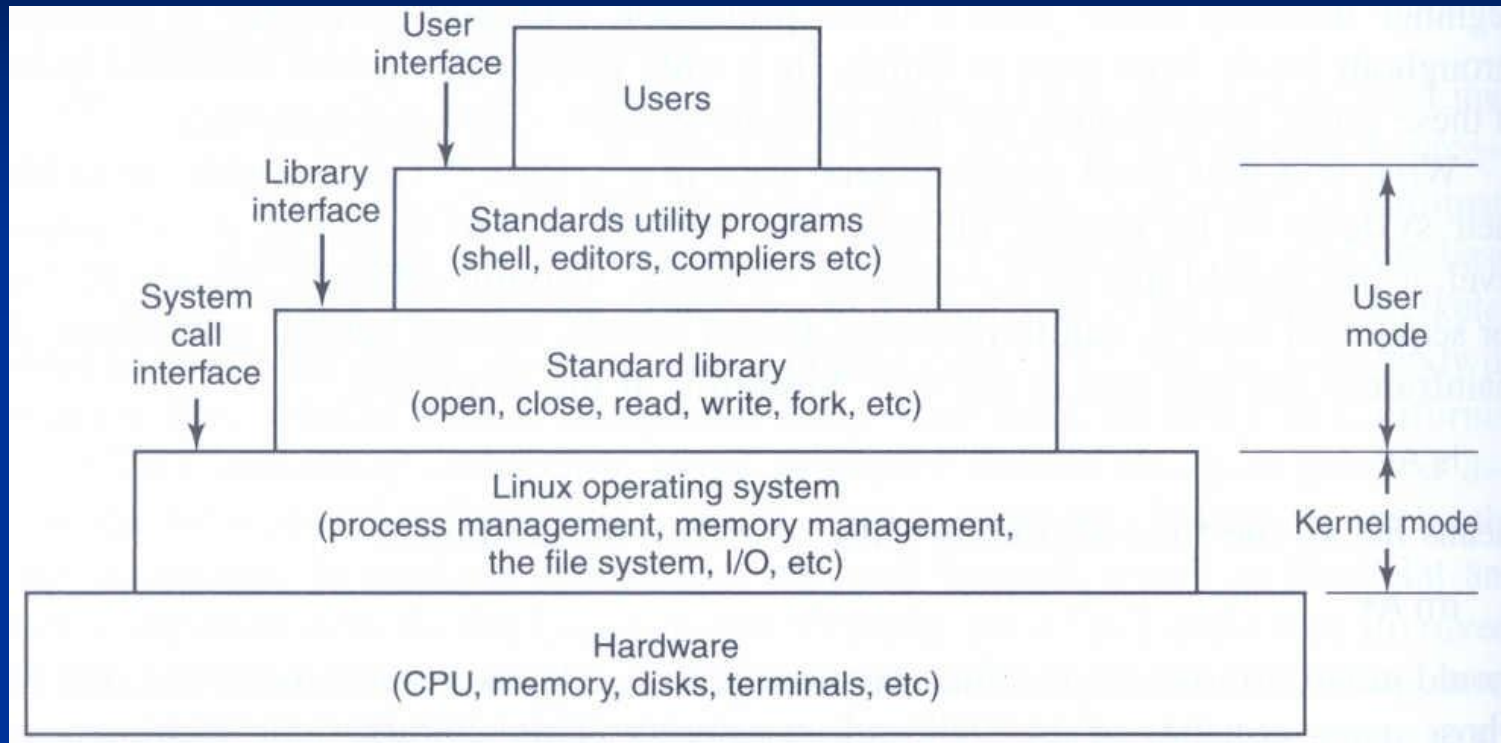 User
interface
Users
Library
interface
Standards utility programs
(shell, editors, compliers etc)
System
call
interface
Standard library
(open, close, read, write, fork, etc)
User
mode
Linux operating system
(process management, memory management,
the file system, I/O, etc)
Kernel mode
Hardware
(CPU, memory, disks, terminals, etc)